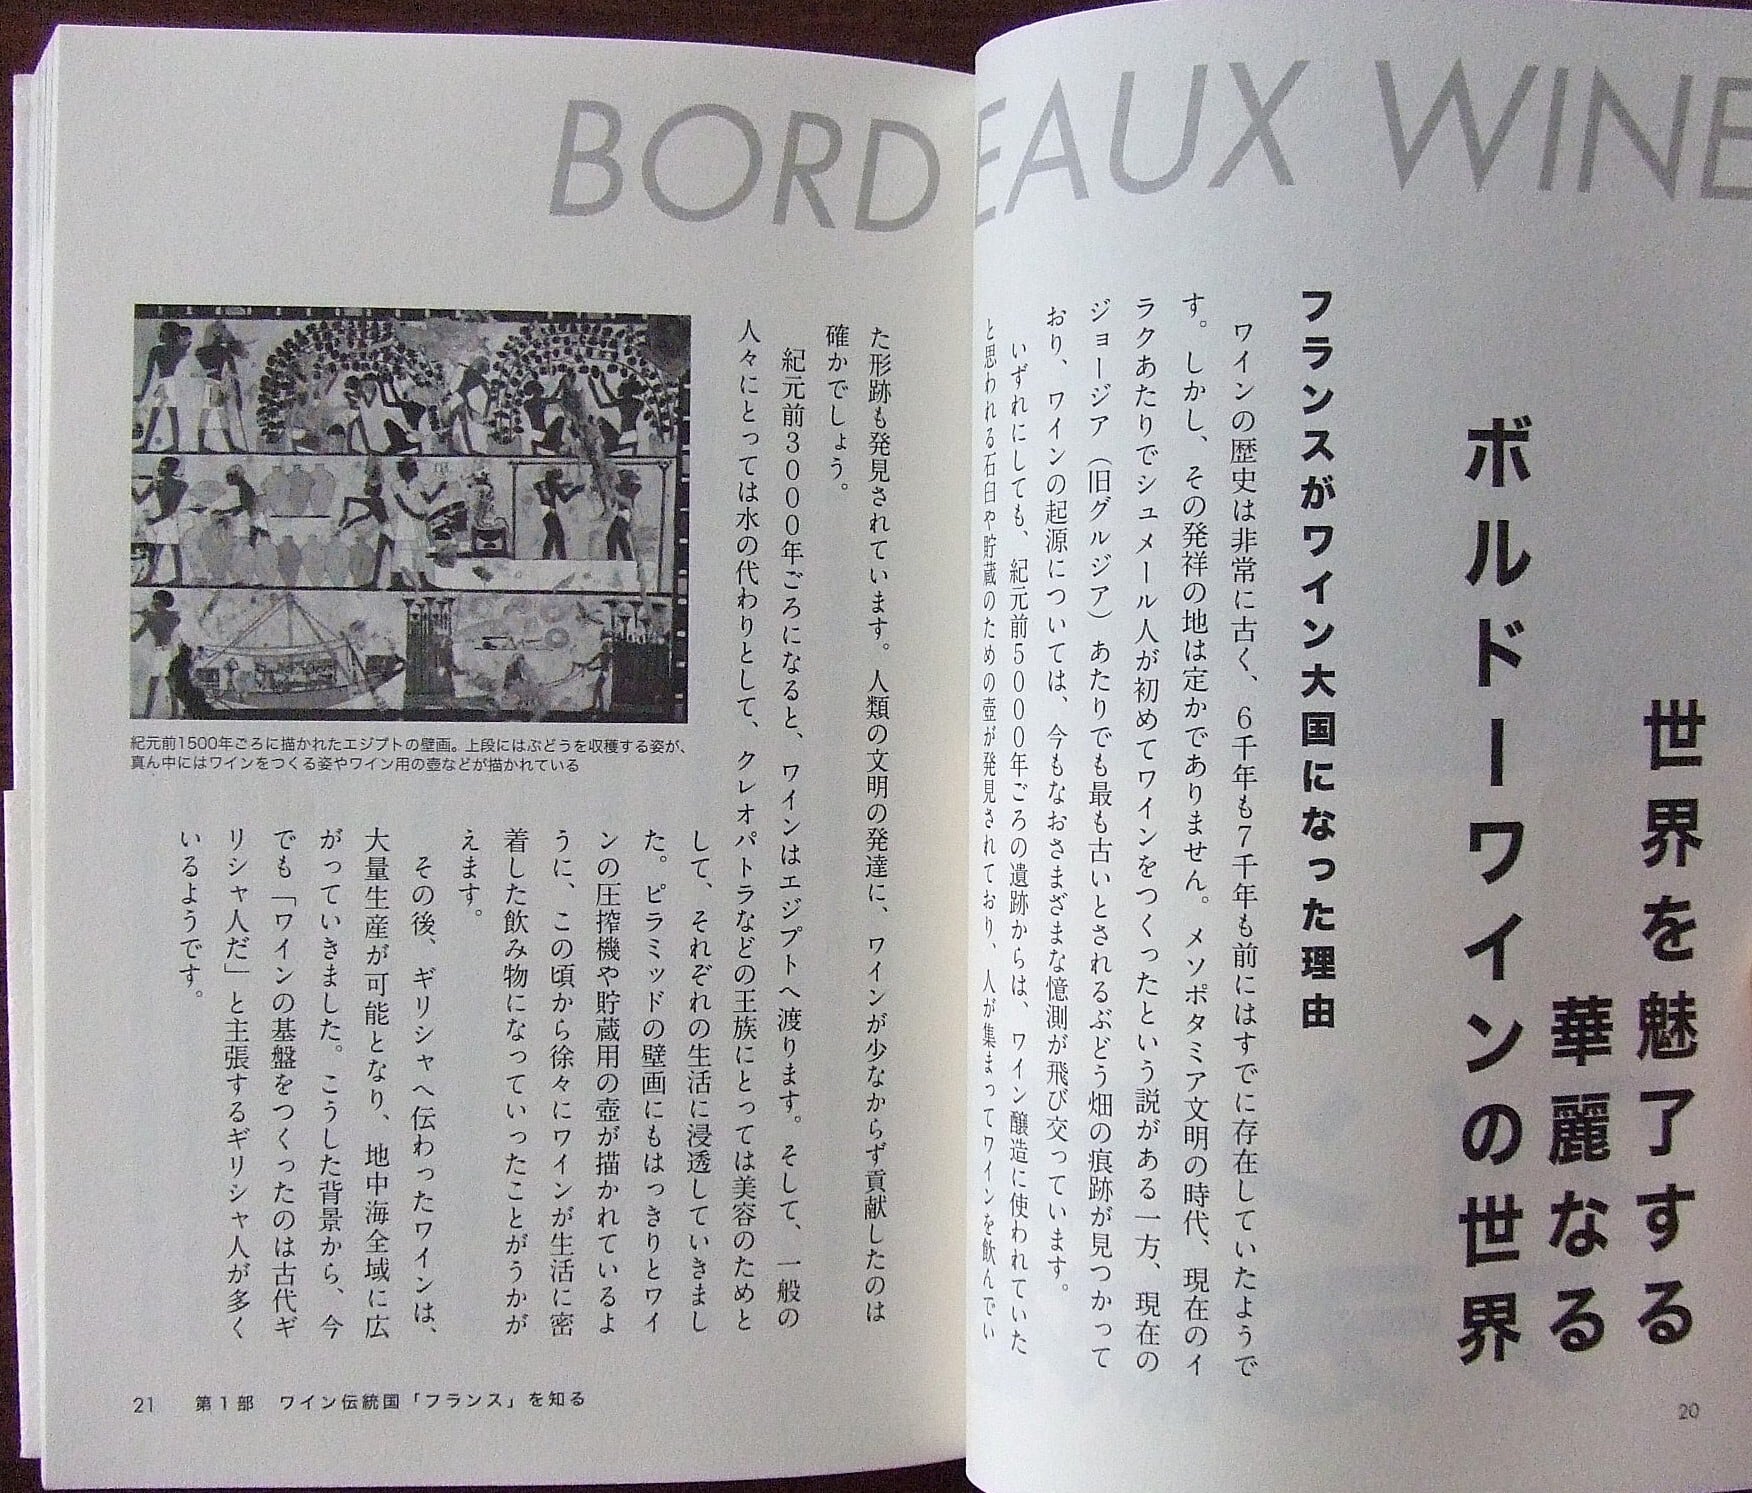 BORDEAUX WINE
世界を魅了する
華麗なる
ボルドーワインの世界
フランスがワイン大国になった理由
ワインの歴史は非常に古く、6千年も7千年も前にはすでに存在していたようで
す。しかし、その発祥の地は定かでありません。メソポタミア文明の時代、現在のイ
ラクあたりでシュメール人が初めてワインをつくったという説がある一方、現在の
ジョージア（旧グルジア）あたりでも最も古いとされるぶどう畑の痕跡が見つかって
おり、ワインの起源については、今もなおさまざまな憶測が飛び交っています。
いずれにしても、紀元前5000年ごろの遺跡からは、ワイン醸造に使われていた
と思われる石臼や貯蔵のための壺が発見されており、人が集まってワインを飲んでい
20
た形跡も発見されています。人類の文明の発達に、ワインが少なからず貢献したのは
確かでしょう。
紀元前3000年ごろになると、ワインはエジプトへ渡ります。そして、一般の
人々にとっては水の代わりとして、クレオパトラなどの王族にとっては美容のためと
して、それぞれの生活に浸透していきまし
た。ピラミッドの壁画にもはっきりとワイ
ンの圧搾機や貯蔵用の壺が描かれているよ
うに、この頃から徐々にワインが生活に密
着した飲み物になっていったことがうかが
えます。
その後、ギリシャへ伝わったワインは、
大量生産が可能となり、地中海全域に広
がっていきました。こうした背景から、今
でも「ワインの基盤をつくったのは古代ギ
リシャ人だ」と主張するギリシャ人が多く
いるようです。
紀元前1500年ごろに描かれたエジプトの壁画。上段にはぶどうを収穫する姿が、
真ん中にはワインをつくる姿やワイン用の壺などが描かれている
21 第1部 ワイン伝統国「フランス」を知る